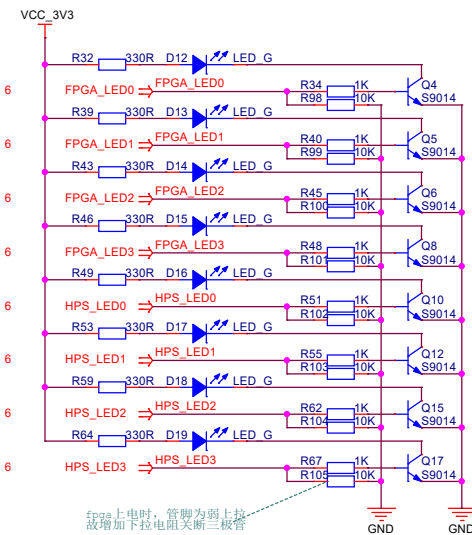 VCC_3V3
R32 330R D12 LED_G
6 FPGA_LED0 FPGA_LED0 R34 1K Q4
R98 10K S9014
R39 330R D13 LED_G
6 FPGA_LED1 FPGA_LED1 R40 1K Q5
R99 10K S9014
R43 330R D14 LED_G
6 FPGA_LED2 FPGA_LED2 R45 1K Q6
R100 10K S9014
R46 330R D15 LED_G
6 FPGA_LED3 FPGA_LED3 R48 1K Q8
R101 10K S9014
R49 330R D16 LED_G
6 HPS_LED0 HPS_LED0 R51 1K Q10
R102 10K S9014
R53 330R D17 LED_G
6 HPS_LED1 HPS_LED1 R55 1K Q12
R103 10K S9014
R59 330R D18 LED_G
6 HPS_LED2 HPS_LED2 R62 1K Q15
R104 10K S9014
R64 330R D19 LED_G
6 HPS_LED3 HPS_LED3 R67 1K Q17
R105 10K S9014
fpga上电时，管脚为弱上拉
故增加下拉电阻关断三极管
GND GND